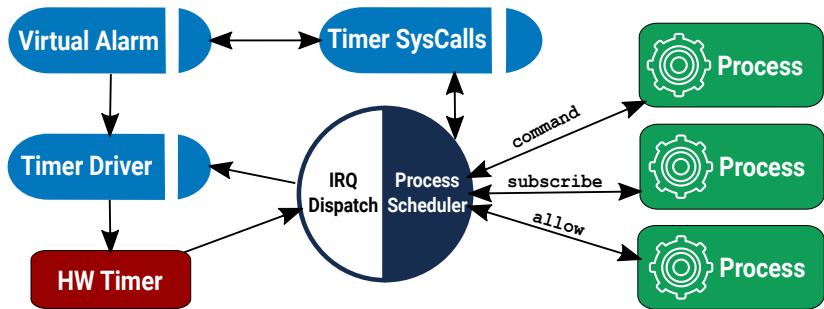 Virtual Alarm
Timer SysCalls
Process
command
Timer Driver
IRQ
Dispatch
Process
Scheduler
subscribe
Process
allow
HW Timer
Process